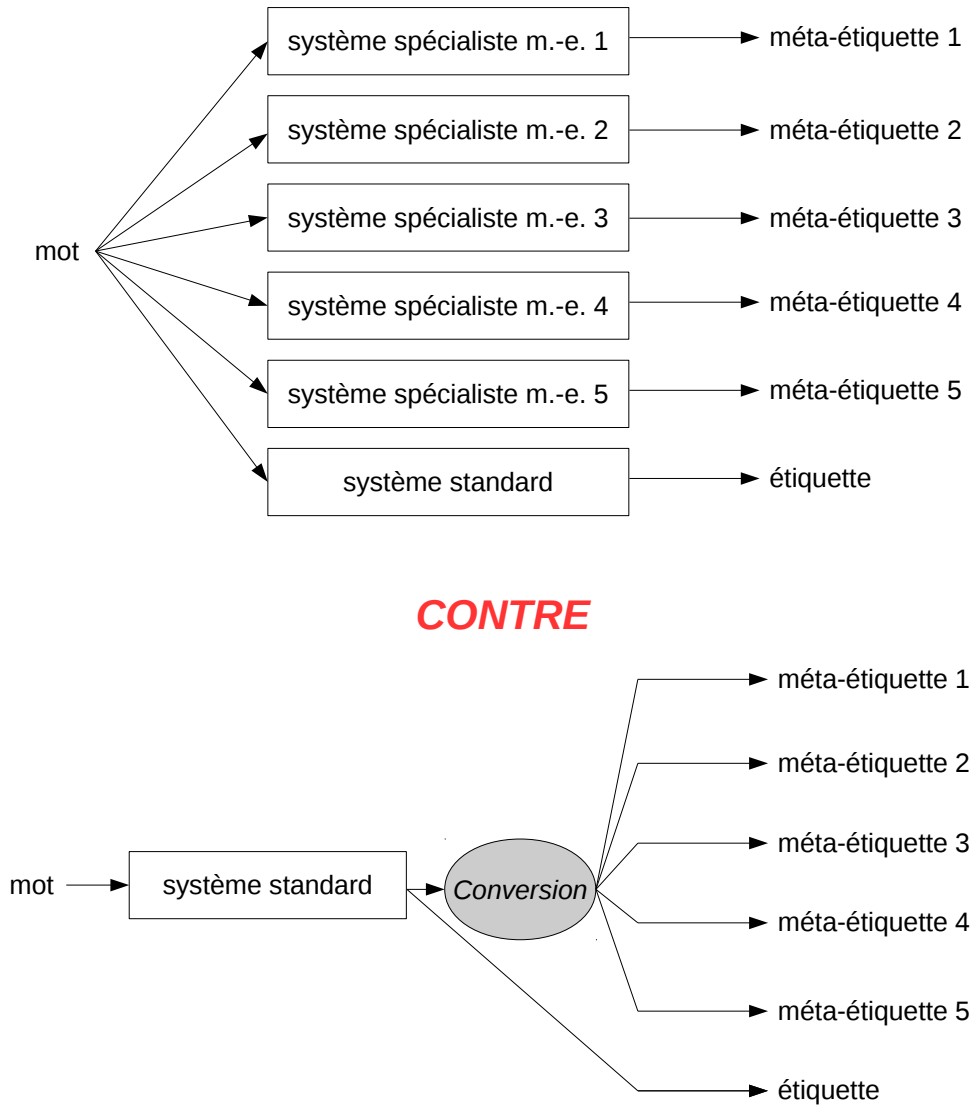 système spécialiste m.-e. 1
méta-étiquette 1
système spécialiste m.-e. 2
méta-étiquette 2
système spécialiste m.-e. 3
méta-étiquette 3
mot
système spécialiste m.-e. 4
méta-étiquette 4
système spécialiste m.-e. 5
méta-étiquette 5
système standard
étiquette
CONTRE
méta-étiquette 1
méta-étiquette 2
méta-étiquette 3
mot
système standard
Conversion
méta-étiquette 4
méta-étiquette 5
étiquette